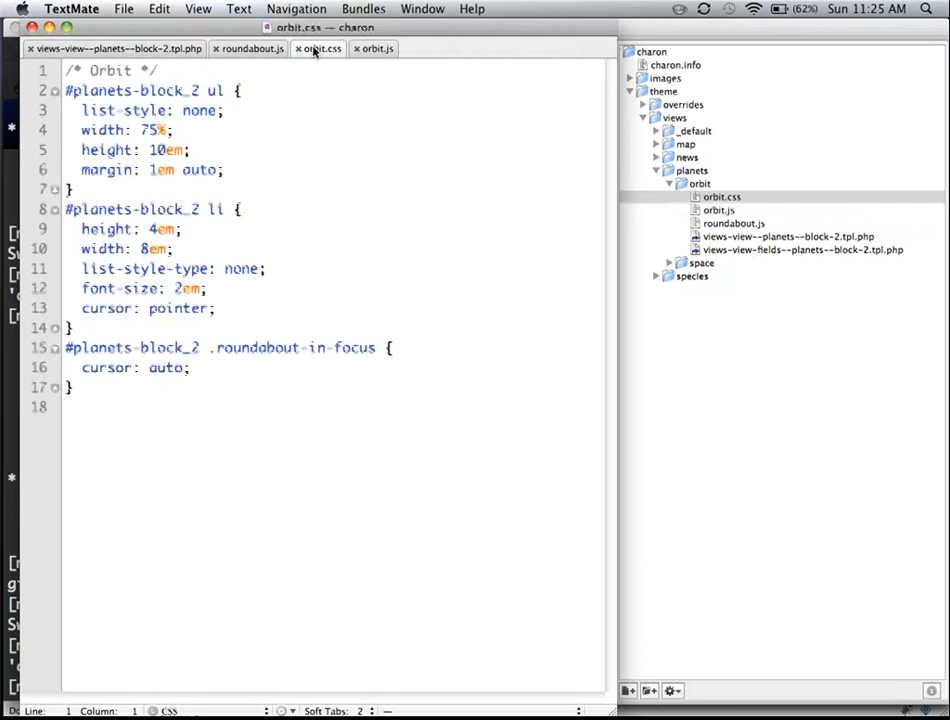 TextMate File Edit View Text Navigation Bundles Window Help (62%) Sun 11:25 AM
orbit.css — charon
views-view--planets--block-2.tpl.php roundabout.js orbit.css orbit.js
1 /* Orbit */
2 #planets-block_2 ul {
3 list-style: none;
4 width: 75%;
5 height: 10em;
6 margin: 1em auto;
7 }
8 #planets-block_2 li {
9 height: 4em;
10 width: 8em;
11 list-style-type: none;
12 font-size: 2em;
13 cursor: pointer;
14 }
15 #planets-block_2 .roundabout-in-focus {
16 cursor: auto;
17 }
18
charon
charon.info
images
theme
overrides
views
_default
map
news
planets
orbit
orbit.css
orbit.js
roundabout.js
views-view--planets--block-2.tpl.php
views-view-fields--planets--block-2.tpl.php
space
species
Line: 1 Column: 1 CSS Soft Tabs: 2 —